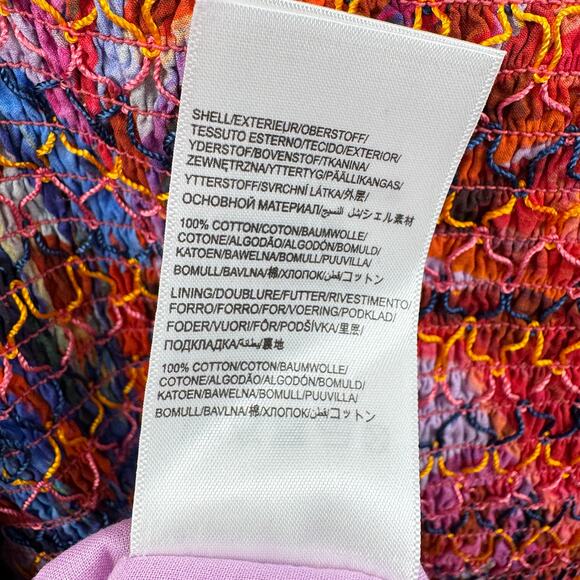 SHELL/EXTERIEUR/OBERSTOFF/
TESSUTO ESTERNO/TECIDO/EXTERIOR/
YDERSTOF/BOVENSTOF/TKANINA/
ZEWNĘTRZNA/YTTERTYG/PÄÄLLIKANGAS/
YTTERSTOFF/SVRCHNÍ LÁTKA/外层/
ОСНОВНОЙ МАТЕРИАЛ/شل النسيج/シェル素材
100% COTTON/COTON/BAUMWOLLE/
COTONE/ALGODÃO/ALGODÓN/BOMULD/
KATOEN/BAWELNA/BOMULL/PUUVILLA/
BOMULL/BAVLNA/棉/ХЛОПОК/قطن/コットン
LINING/DOUBLURE/FUTTER/RIVESTIMENTO/
FORRO/FORRO/FOR/VOERING/PODKLAD/
FODER/VUORI/FÔR/PODŠÍVKA/里层/
ПОДКЛАДКА/بطانة/裏地
100% COTTON/COTON/BAUMWOLLE/
COTONE/ALGODÃO/ALGODÓN/BOMULD/
KATOEN/BAWELNA/BOMULL/PUUVILLA/
BOMULL/BAVLNA/棉/ХЛОПОК/قطن/コットン